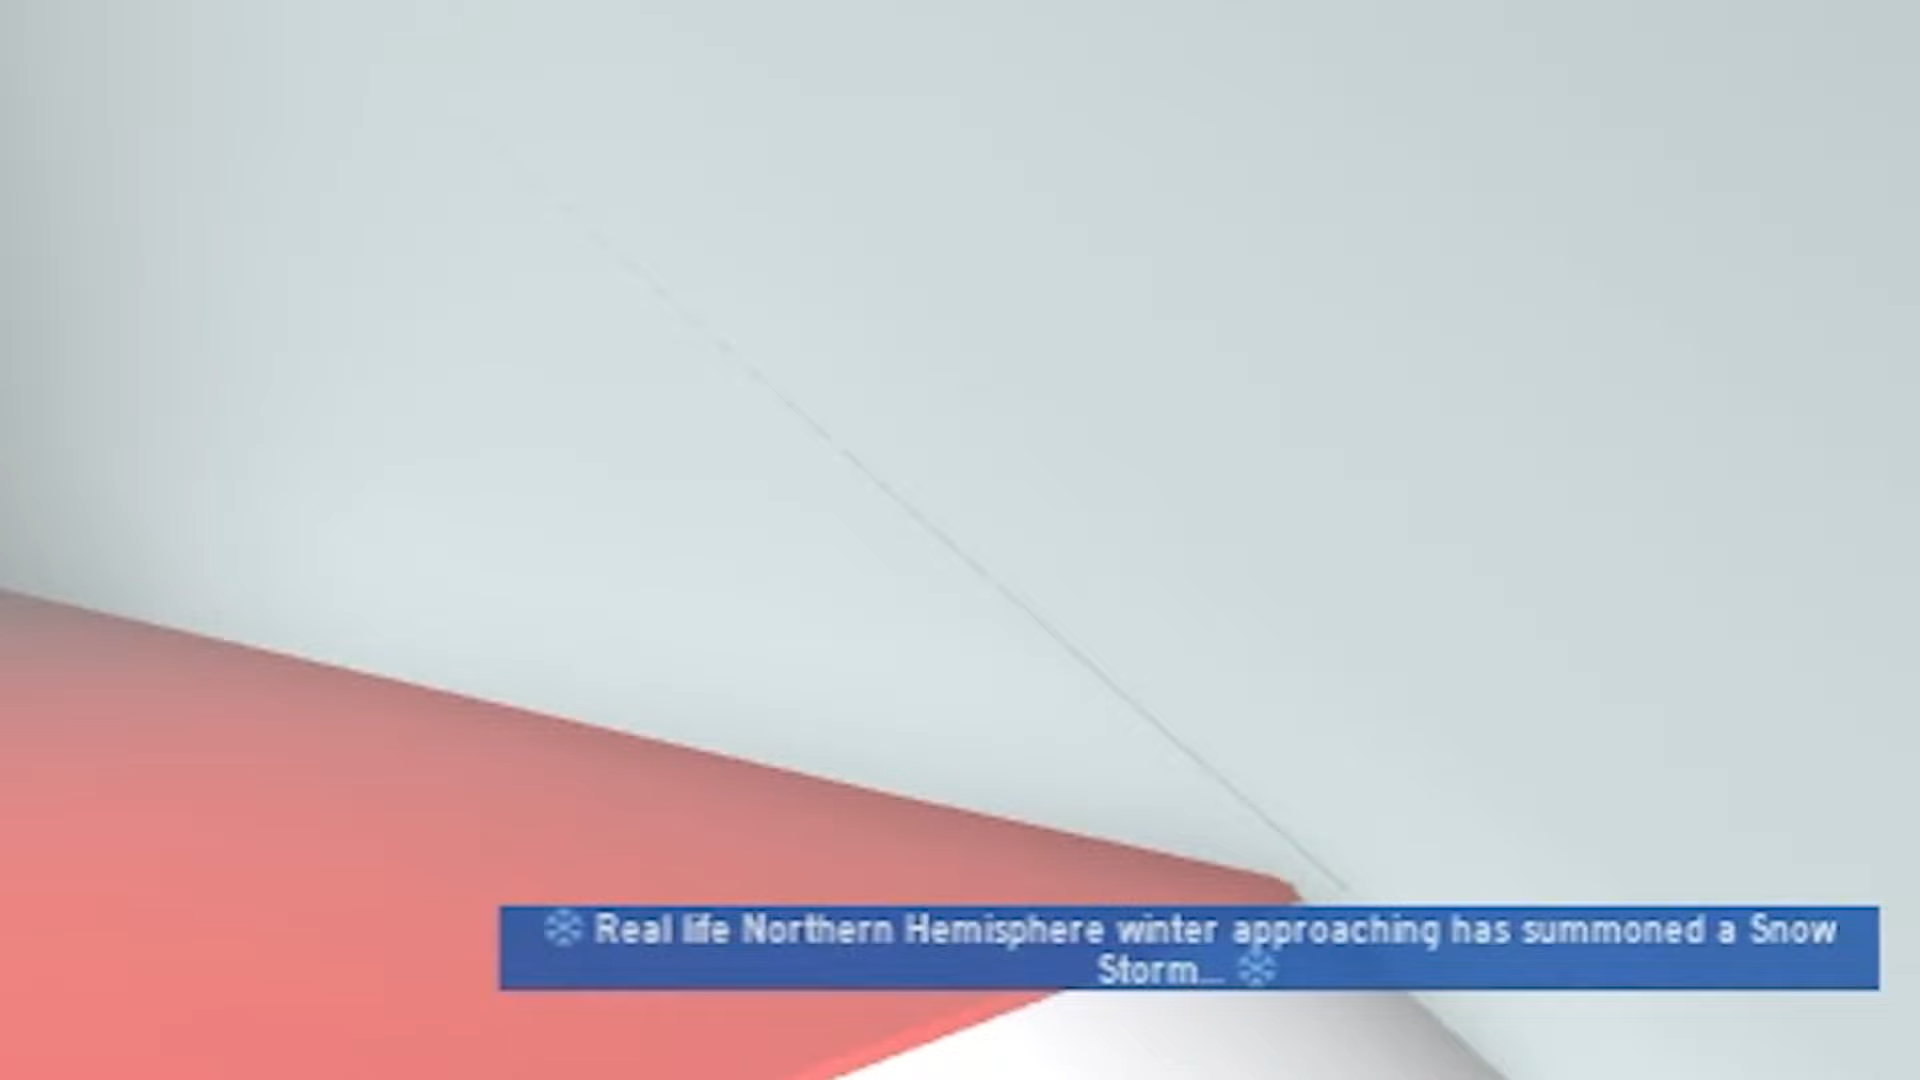 ❄ Real life Northern Hemisphere winter approaching has summoned a Snow
Storm... ❄